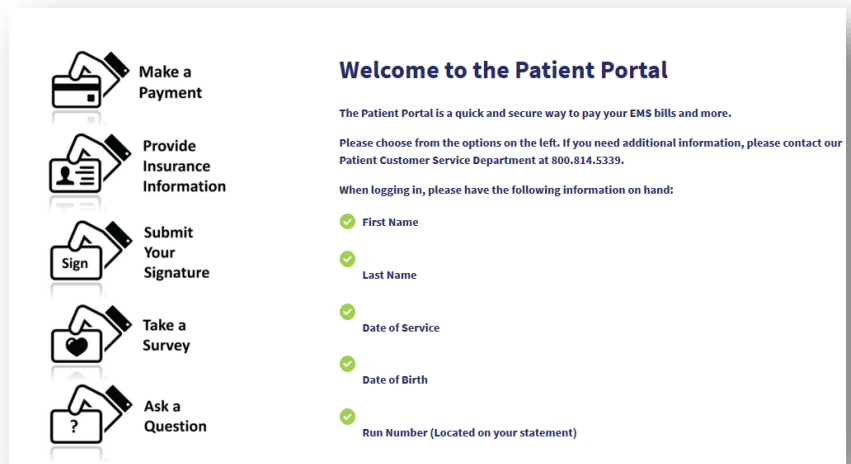 Make a
Payment
Provide
Insurance
Information
Sign
Submit
Your
Signature
Take a
Survey
?
Ask a
Question
Welcome to the Patient Portal
The Patient Portal is a quick and secure way to pay your EMS bills and more.
Please choose from the options on the left. If you need additional information, please contact our
Patient Customer Service Department at 800.814.5339.
When logging in, please have the following information on hand:
First Name
Last Name
Date of Service
Date of Birth
Run Number (Located on your statement)